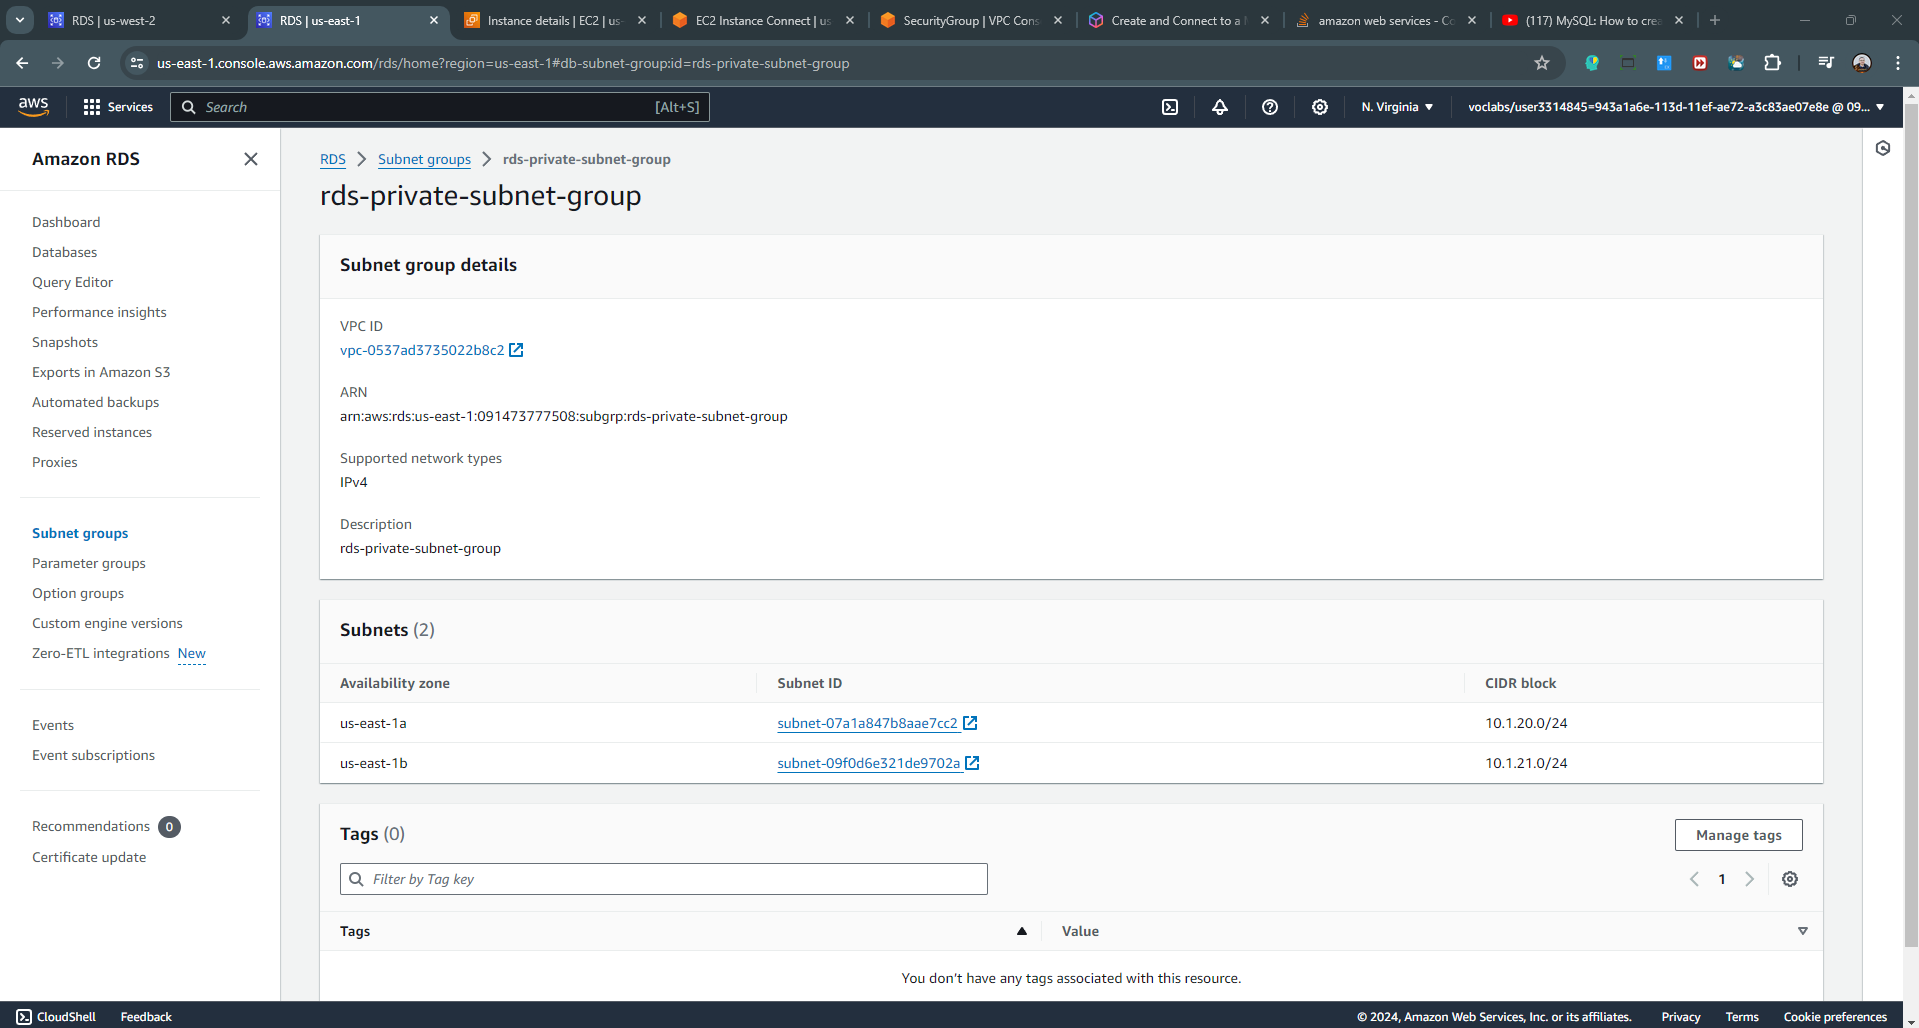 RDS | us-west-2
RDS | us-east-1
Instance details | EC2 | us-
EC2 Instance Connect | us
SecurityGroup | VPC Cons
Create and Connect to a
amazon web services - Co
(117) MySQL: How to crea
us-east-1.console.aws.amazon.com/rds/home?region=us-east-1#db-subnet-group:id=rds-private-subnet-group
aws
Services
Search
[Alt+S]
N. Virginia
voclabs/user3314845=943a1a6e-113d-11ef-ae72-a3c83ae07e8e @ 09...
Amazon RDS
Dashboard
Databases
Query Editor
Performance insights
Snapshots
Exports in Amazon S3
Automated backups
Reserved instances
Proxies
Subnet groups
Parameter groups
Option groups
Custom engine versions
Zero-ETL integrations New
Events
Event subscriptions
Recommendations 0
Certificate update
RDS > Subnet groups > rds-private-subnet-group
rds-private-subnet-group
Subnet group details
VPC ID
vpc-0537ad3735022b8c2
ARN
arn:aws:rds:us-east-1:091473777508:subgrp:rds-private-subnet-group
Supported network types
IPv4
Description
rds-private-subnet-group
Subnets (2)
Availability zone Subnet ID CIDR block
us-east-1a subnet-07a1a847b8aae7cc2 10.1.20.0/24
us-east-1b subnet-09f0d6e321de9702a 10.1.21.0/24
Tags (0)
Manage tags
Filter by Tag key
1
Tags Value
You don't have any tags associated with this resource.
CloudShell Feedback
© 2024, Amazon Web Services, Inc. or its affiliates. Privacy Terms Cookie preferences